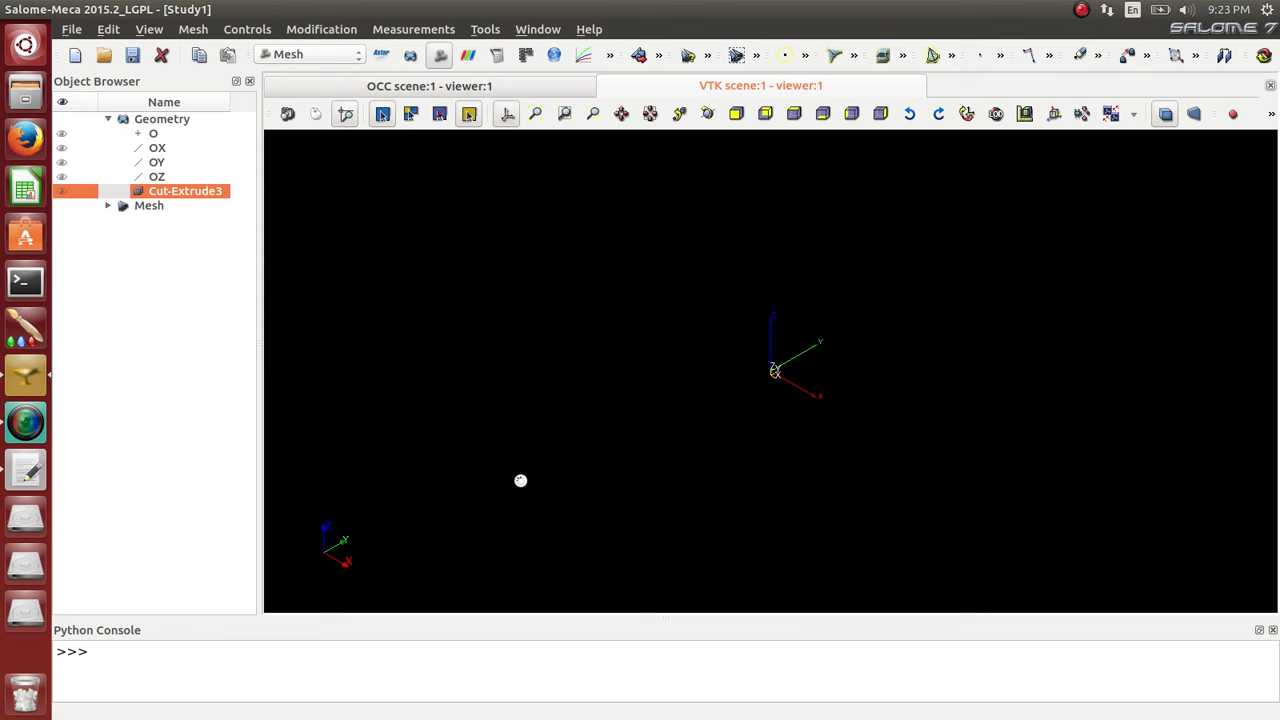 Salome-Meca 2015.2_LGPL - [Study1]
En
9:23 PM
File Edit View Mesh Controls Modification Measurements Tools Window Help
SALOME 7
Mesh
Aster
Object Browser
OCC scene:1 - viewer:1
VTK scene:1 - viewer:1
Name
Geometry
O
OX
OY
OZ
Cut-Extrude3
Mesh
Z
Y
X
Z
Y
X
Z
Y
X
Python Console
>>>